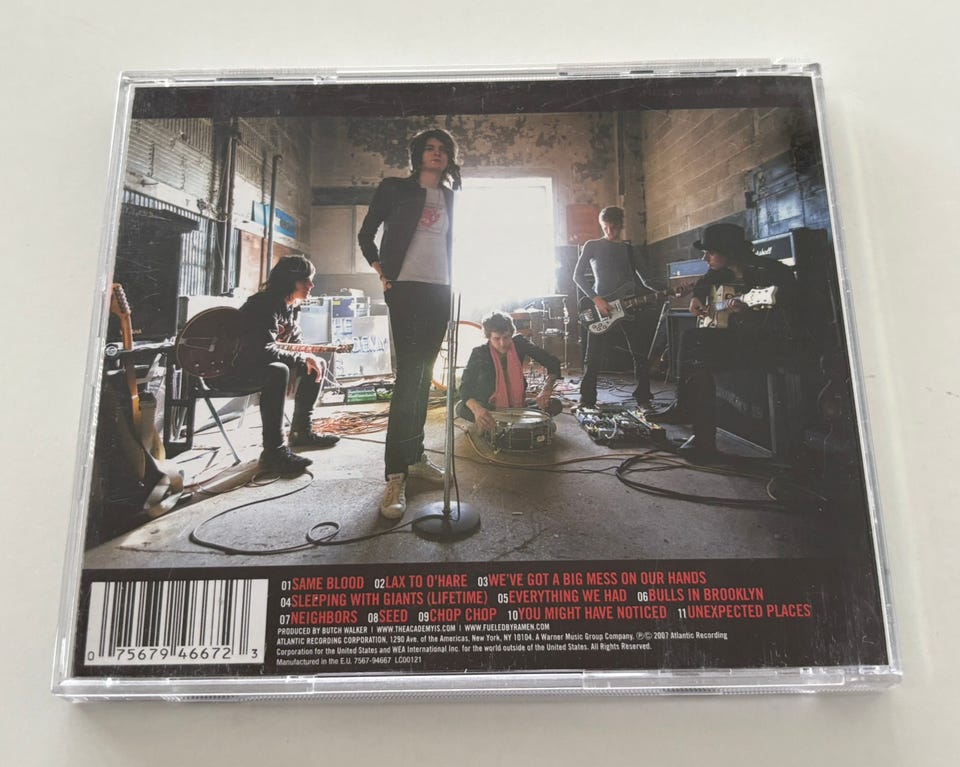 Marshall
THE
ACADEMY IS
01 SAME BLOOD 02 LAX TO O'HARE 03 WE'VE GOT A BIG MESS ON OUR HANDS
04 SLEEPING WITH GIANTS (LIFETIME) 05 EVERYTHING WE HAD 06 BULLS IN BROOKLYN
07 NEIGHBORS 08 SEED 09 CHOP CHOP 10 YOU MIGHT HAVE NOTICED 11 UNEXPECTED PLACES
PRODUCED BY BUTCH WALKER | WWW.THEACADEMYIS.COM | WWW.FUELEDBYRAMEN.COM
ATLANTIC RECORDING CORPORATION, 1290 Ave. of the Americas, New York, NY 10104. A Warner Music Group Company. ℗© 2007 Atlantic Recording
Corporation for the United States and WEA International Inc. for the world outside of the United States. All Rights Reserved.
Manufactured in the E.U. 7567-94667 LC00121
0 75679 46672 3